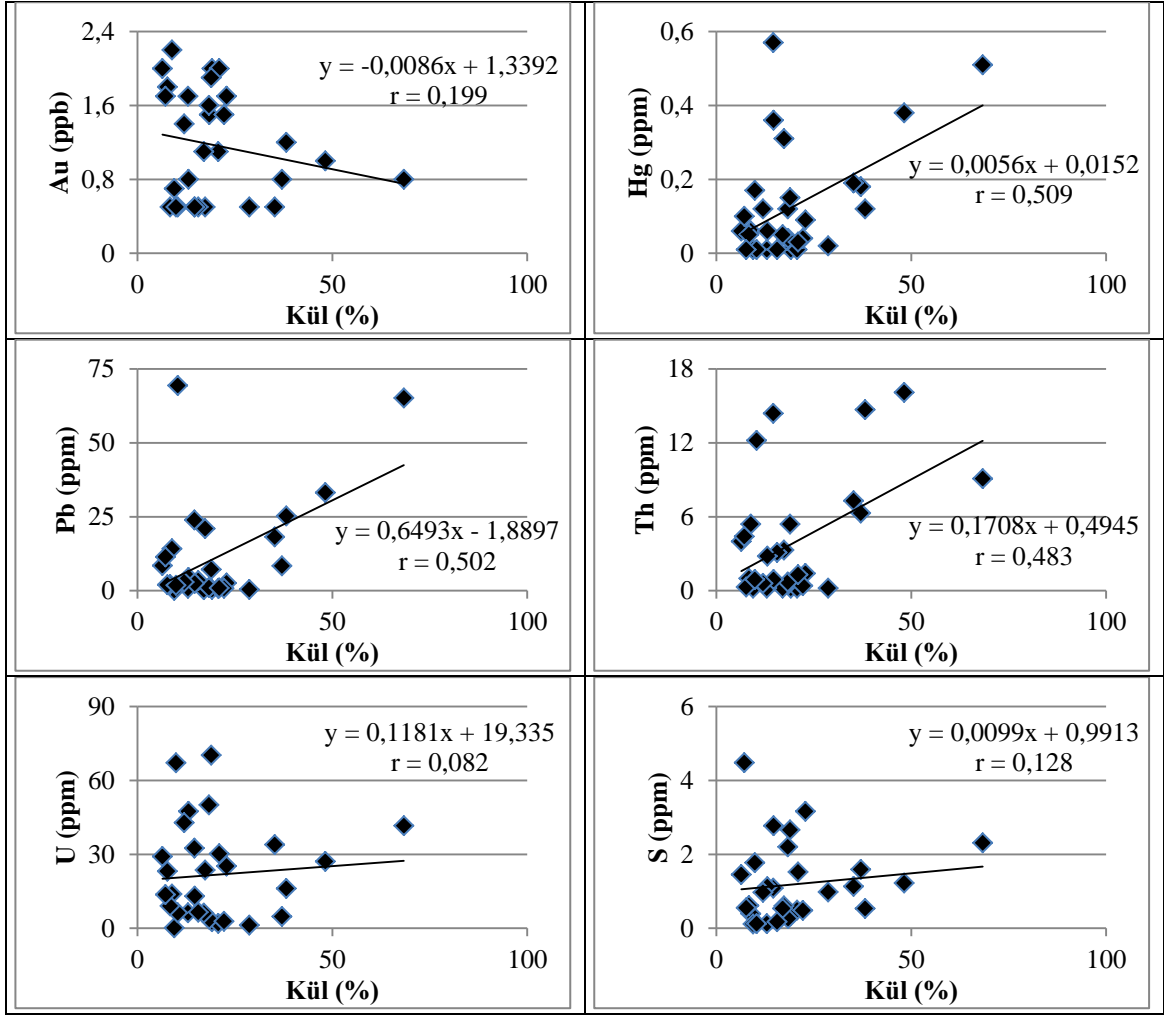 2,4
1,6
0,8
0
Au (ppb)
y = -0,0086x + 1,3392
r = 0,199
0 50 100
Kül (%)
0,6
0,4
0,2
0
Hg (ppm)
y = 0,0056x + 0,0152
r = 0,509
0 50 100
Kül (%)
75
50
25
0
Pb (ppm)
y = 0,6493x - 1,8897
r = 0,502
0 50 100
Kül (%)
18
12
6
0
Th (ppm)
y = 0,1708x + 0,4945
r = 0,483
0 50 100
Kül (%)
90
60
30
0
U (ppm)
y = 0,1181x + 19,335
r = 0,082
0 50 100
Kül (%)
6
4
2
0
S (ppm)
y = 0,0099x + 0,9913
r = 0,128
0 50 100
Kül (%)